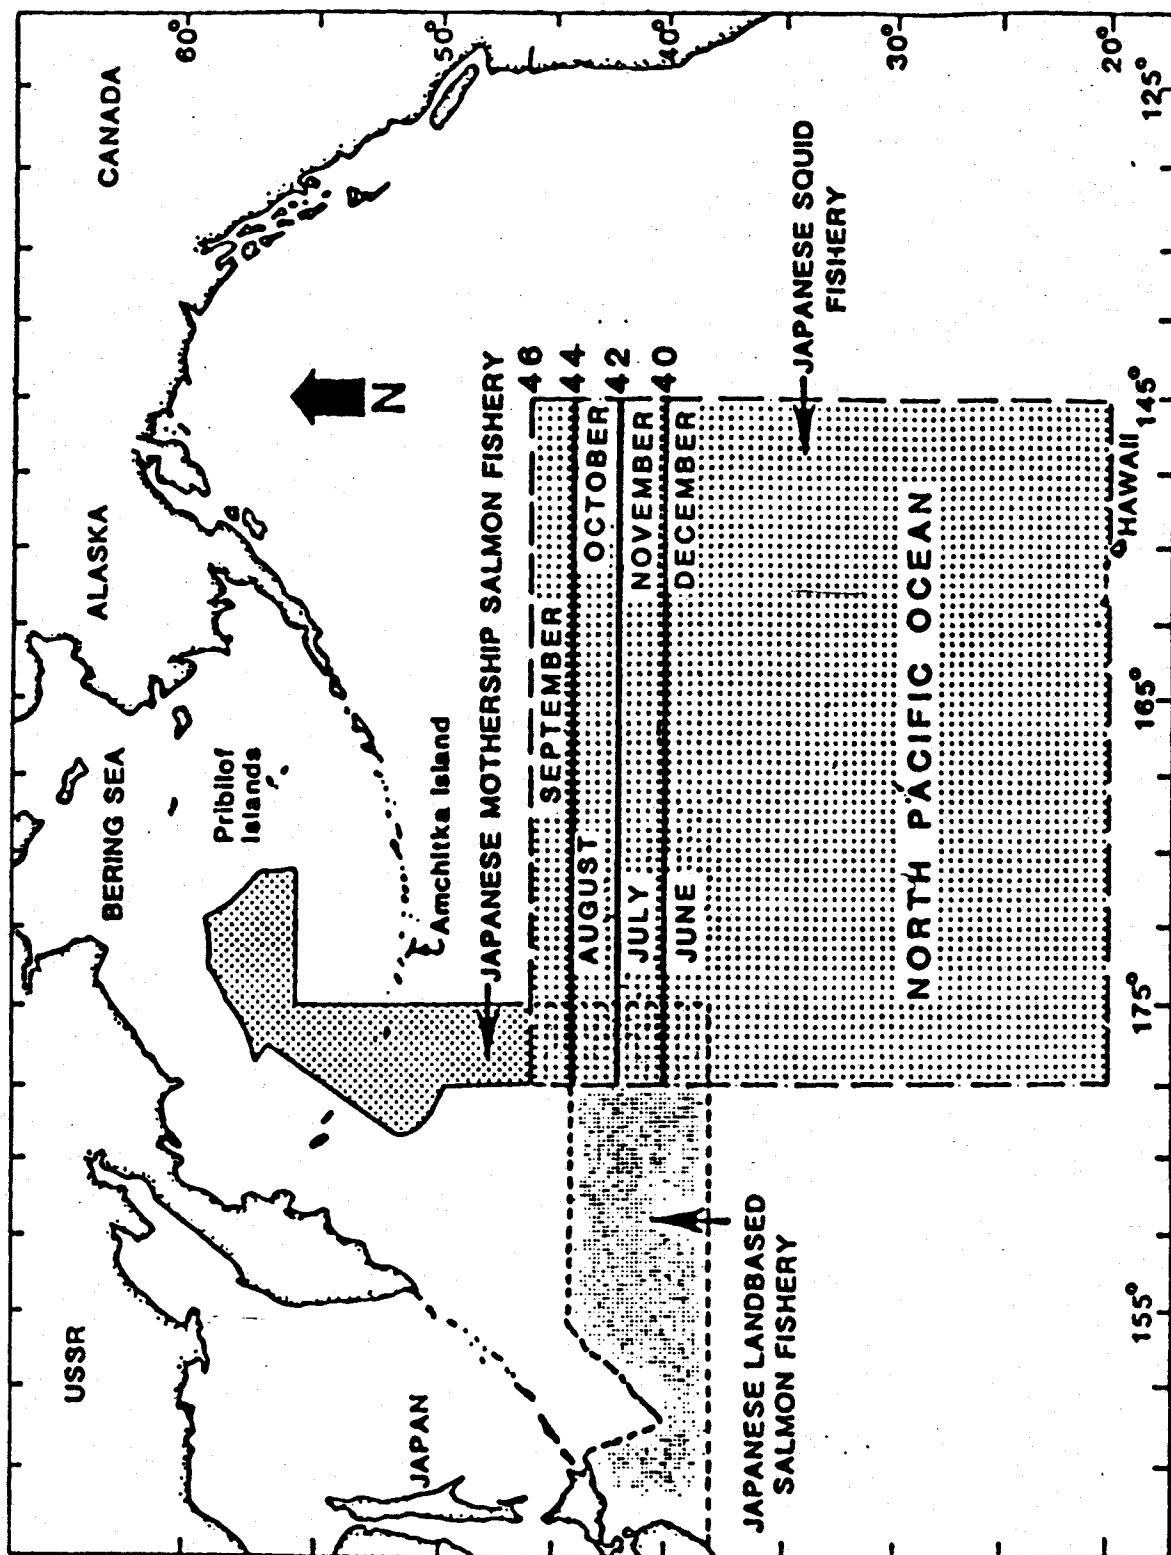 USSR
BERING SEA
ALASKA
CANADA
60°
Pribilof
Islands
JAPAN
Amchitka Island
50°
N
JAPANESE MOTHERSHIP SALMON FISHERY
SEPTEMBER
46
AUGUST
OCTOBER
44
JULY
NOVEMBER
42
JUNE
DECEMBER
40
40°
JAPANESE LANDBASED
SALMON FISHERY
JAPANESE SQUID
FISHERY
NORTH PACIFIC OCEAN
30°
HAWAII
20°
155°
175°
165°
145°
125°